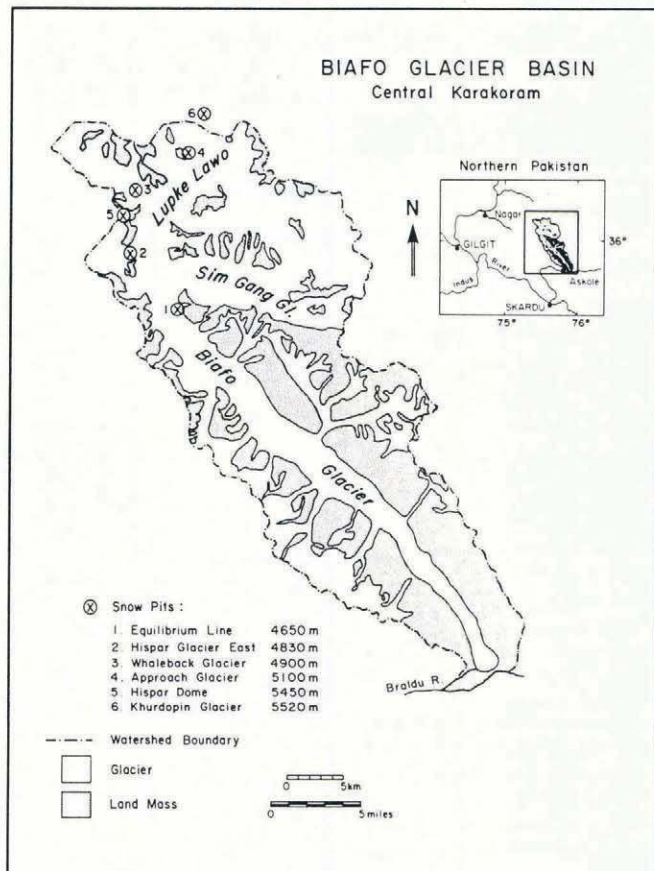 BIAFO GLACIER BASIN
Central Karakoram
6
4
3
5
2
1
Lupke Lawo
Sim Gang Gl.
Biafo
Glacier
N
Northern Pakistan
Nagar
GILGIT
Indus River
Askole
SKARDU
36°
75° 76°
Braldu R.
Snow Pits :
1. Equilibrium Line 4650 m
2. Hispar Glacier East 4830 m
3. Whaleback Glacier 4900 m
4. Approach Glacier 5100 m
5. Hispar Dome 5450 m
6. Khurdopin Glacier 5520 m
Watershed Boundary
Glacier
Land Mass
0 5km
0 5 miles